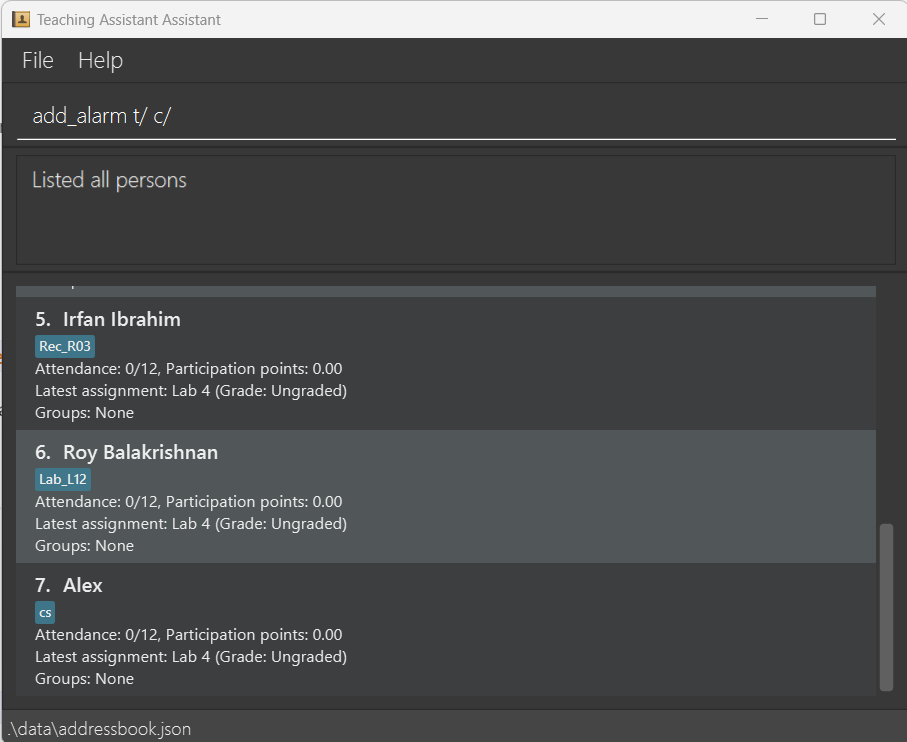 Teaching Assistant Assistant
File Help
add_alarm t/ c/
Listed all persons
5. Irfan Ibrahim
Rec_R03
Attendance: 0/12, Participation points: 0.00
Latest assignment: Lab 4 (Grade: Ungraded)
Groups: None
6. Roy Balakrishnan
Lab_L12
Attendance: 0/12, Participation points: 0.00
Latest assignment: Lab 4 (Grade: Ungraded)
Groups: None
7. Alex
cs
Attendance: 0/12, Participation points: 0.00
Latest assignment: Lab 4 (Grade: Ungraded)
Groups: None
.\data\addressbook.json